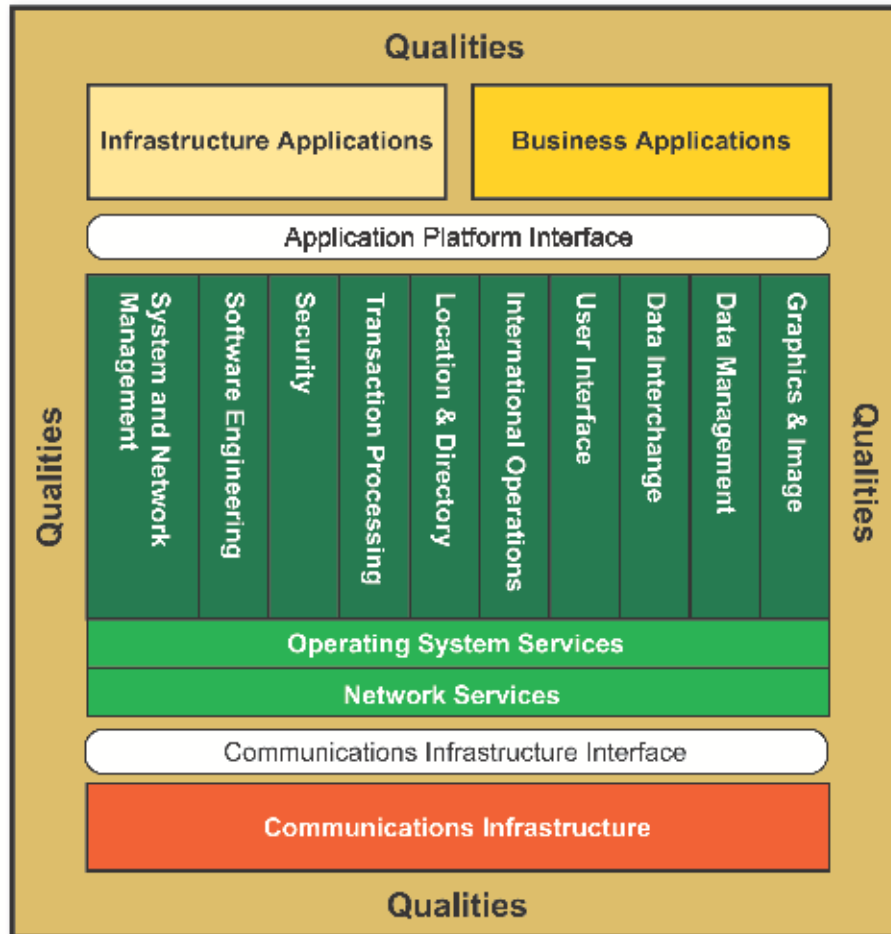 Qualities
Infrastructure Applications
Business Applications
Application Platform Interface
System and Network
Management
Software Engineering
Security
Transaction Processing
Location & Directory
International Operations
User Interface
Data Interchange
Data Management
Graphics & Image
Qualities
Qualities
Operating System Services
Network Services
Communications Infrastructure Interface
Communications Infrastructure
Qualities